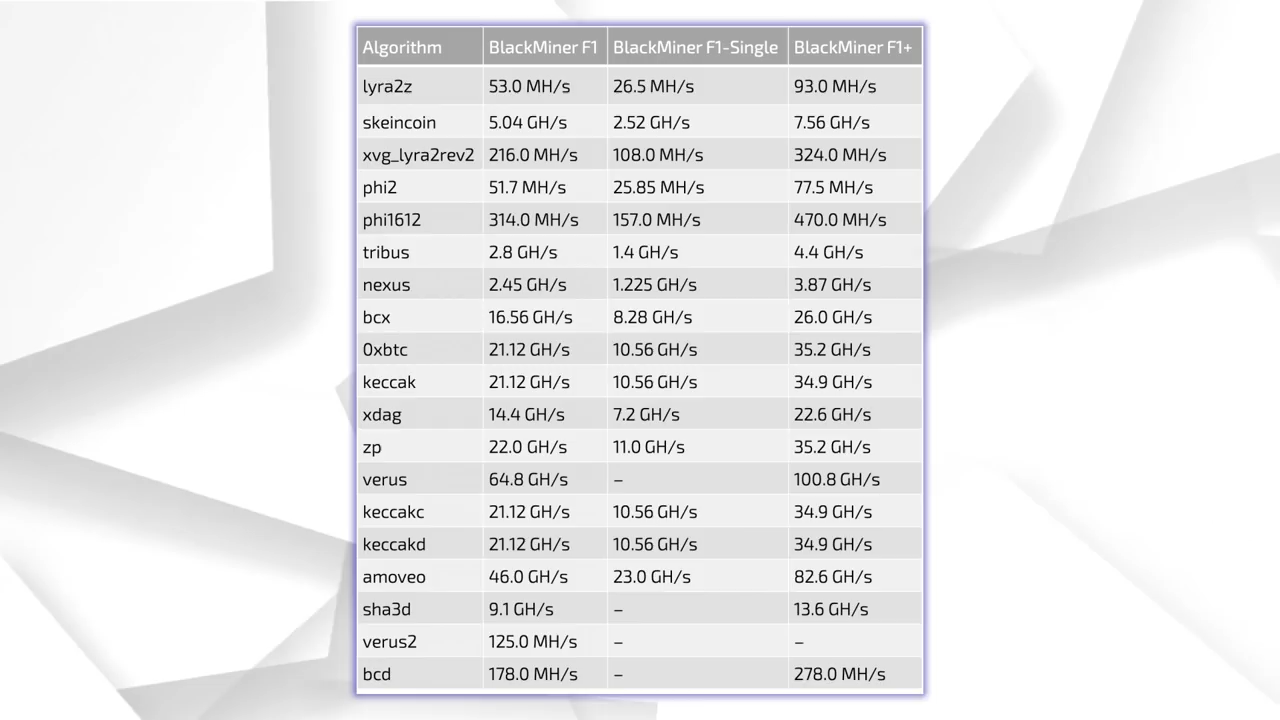 Algorithm BlackMiner F1 BlackMiner F1-Single BlackMiner F1+
lyra2z 53.0 MH/s 26.5 MH/s 93.0 MH/s
skeincoin 5.04 GH/s 2.52 GH/s 7.56 GH/s
xvg_lyra2rev2 216.0 MH/s 108.0 MH/s 324.0 MH/s
phi2 51.7 MH/s 25.85 MH/s 77.5 MH/s
phi1612 314.0 MH/s 157.0 MH/s 470.0 MH/s
tribus 2.8 GH/s 1.4 GH/s 4.4 GH/s
nexus 2.45 GH/s 1.225 GH/s 3.87 GH/s
bcx 16.56 GH/s 8.28 GH/s 26.0 GH/s
0xbtc 21.12 GH/s 10.56 GH/s 35.2 GH/s
keccak 21.12 GH/s 10.56 GH/s 34.9 GH/s
xdag 14.4 GH/s 7.2 GH/s 22.6 GH/s
zp 22.0 GH/s 11.0 GH/s 35.2 GH/s
verus 64.8 GH/s – 100.8 GH/s
keccakc 21.12 GH/s 10.56 GH/s 34.9 GH/s
keccakd 21.12 GH/s 10.56 GH/s 34.9 GH/s
amoveo 46.0 GH/s 23.0 GH/s 82.6 GH/s
sha3d 9.1 GH/s – 13.6 GH/s
verus2 125.0 MH/s – –
bcd 178.0 MH/s – 278.0 MH/s